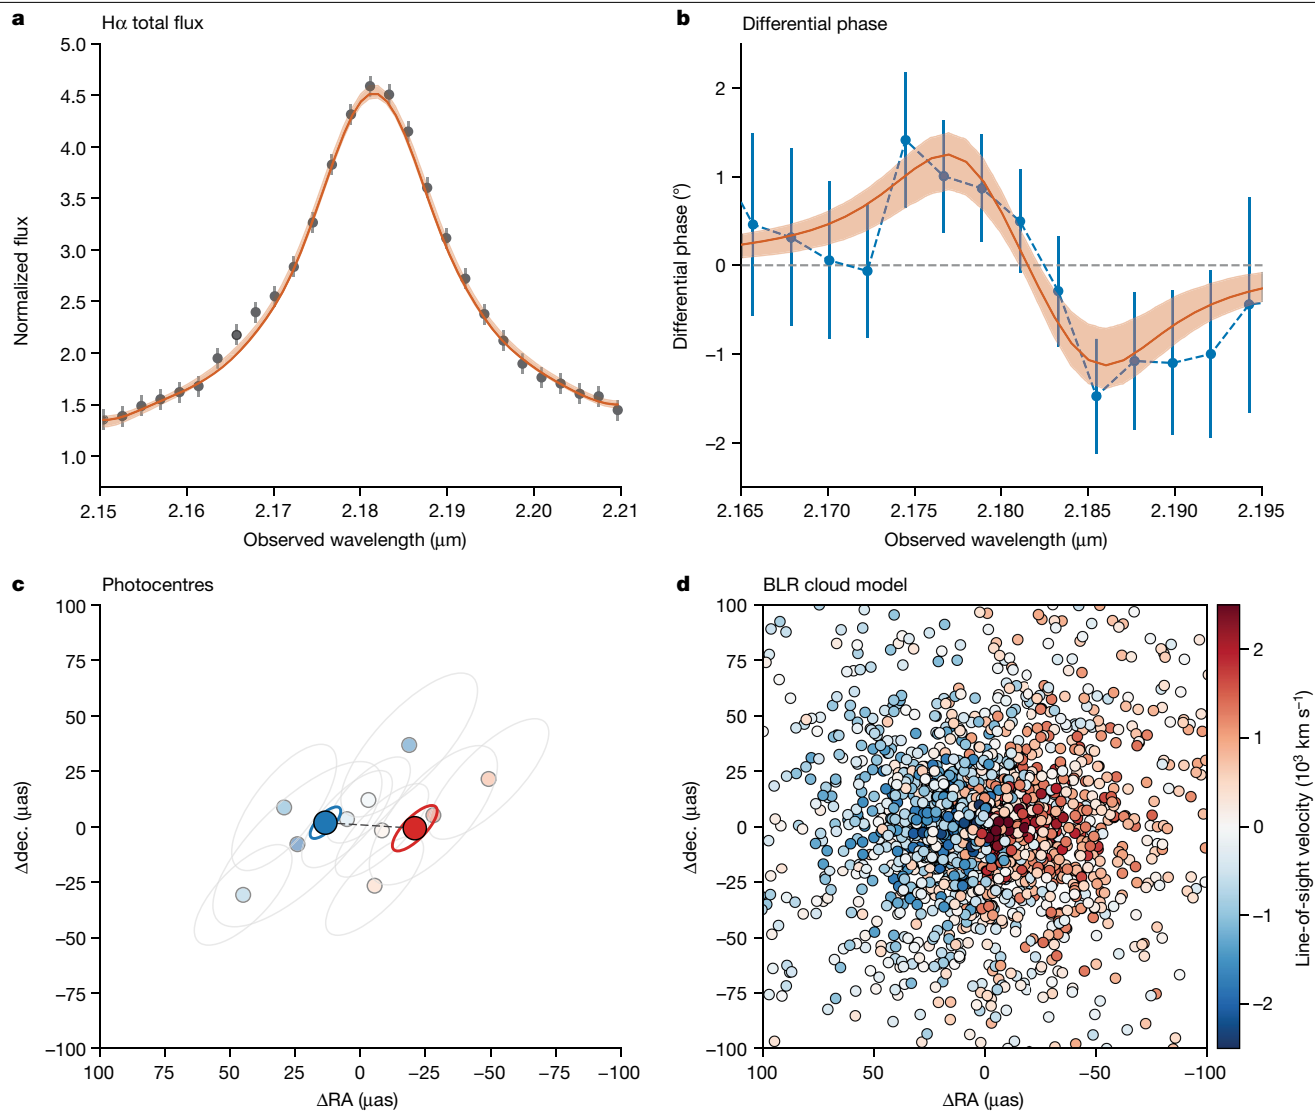 a Hα total flux
5.0
4.5
4.0
3.5
3.0
2.5
2.0
1.5
1.0
Normalized flux
2.15 2.16 2.17 2.18 2.19 2.20 2.21
Observed wavelength (μm)
b Differential phase
2
1
0
−1
−2
Differential phase (°)
2.165 2.170 2.175 2.180 2.185 2.190 2.195
Observed wavelength (μm)
c Photocentres
100
75
50
25
0
−25
−50
−75
−100
Δdec. (μas)
100 75 50 25 0 −25 −50 −75 −100
ΔRA (μas)
d BLR cloud model
100
75
50
25
0
−25
−50
−75
−100
Δdec. (μas)
100 50 0 −50 −100
ΔRA (μas)
2
1
0
−1
−2
Line-of-sight velocity (10³ km s⁻¹)